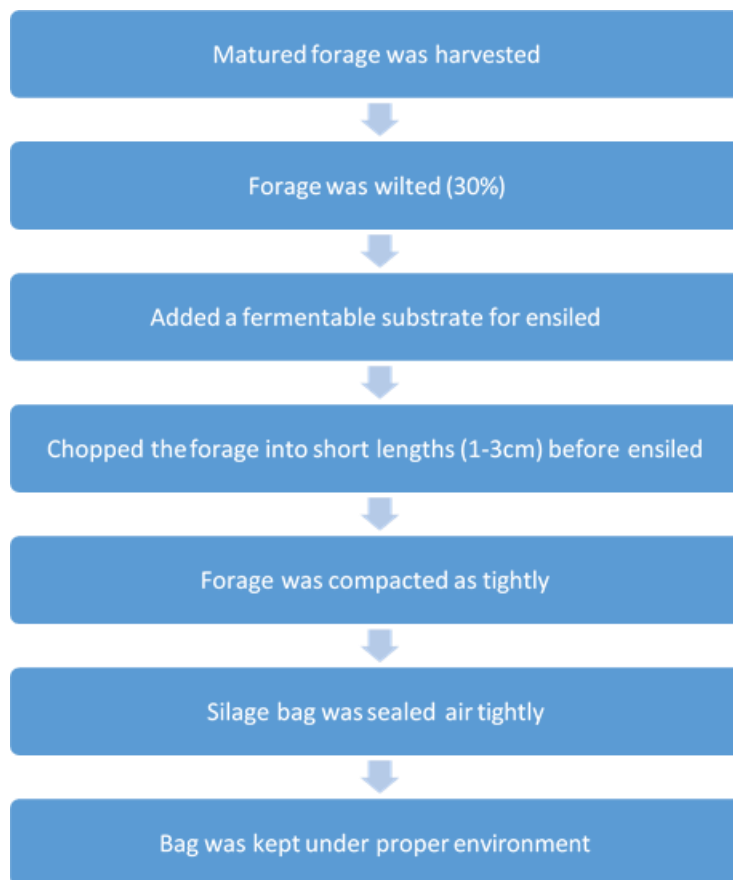 Matured forage was harvested
Forage was wilted (30%)
Added a fermentable substrate for ensiled
Chopped the forage into short lengths (1-3cm) before ensiled
Forage was compacted as tightly
Silage bag was sealed air tightly
Bag was kept under proper environment